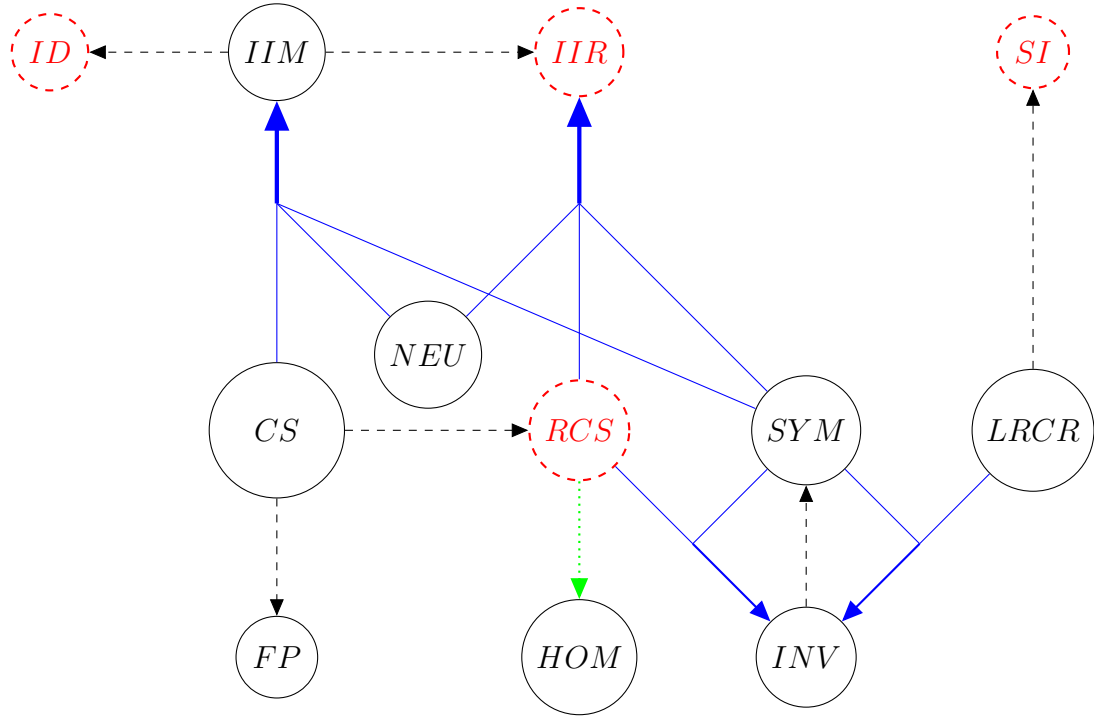 ID
IIM
IIR
SI
NEU
CS
RCS
SYM
LRCR
FP
HOM
INV